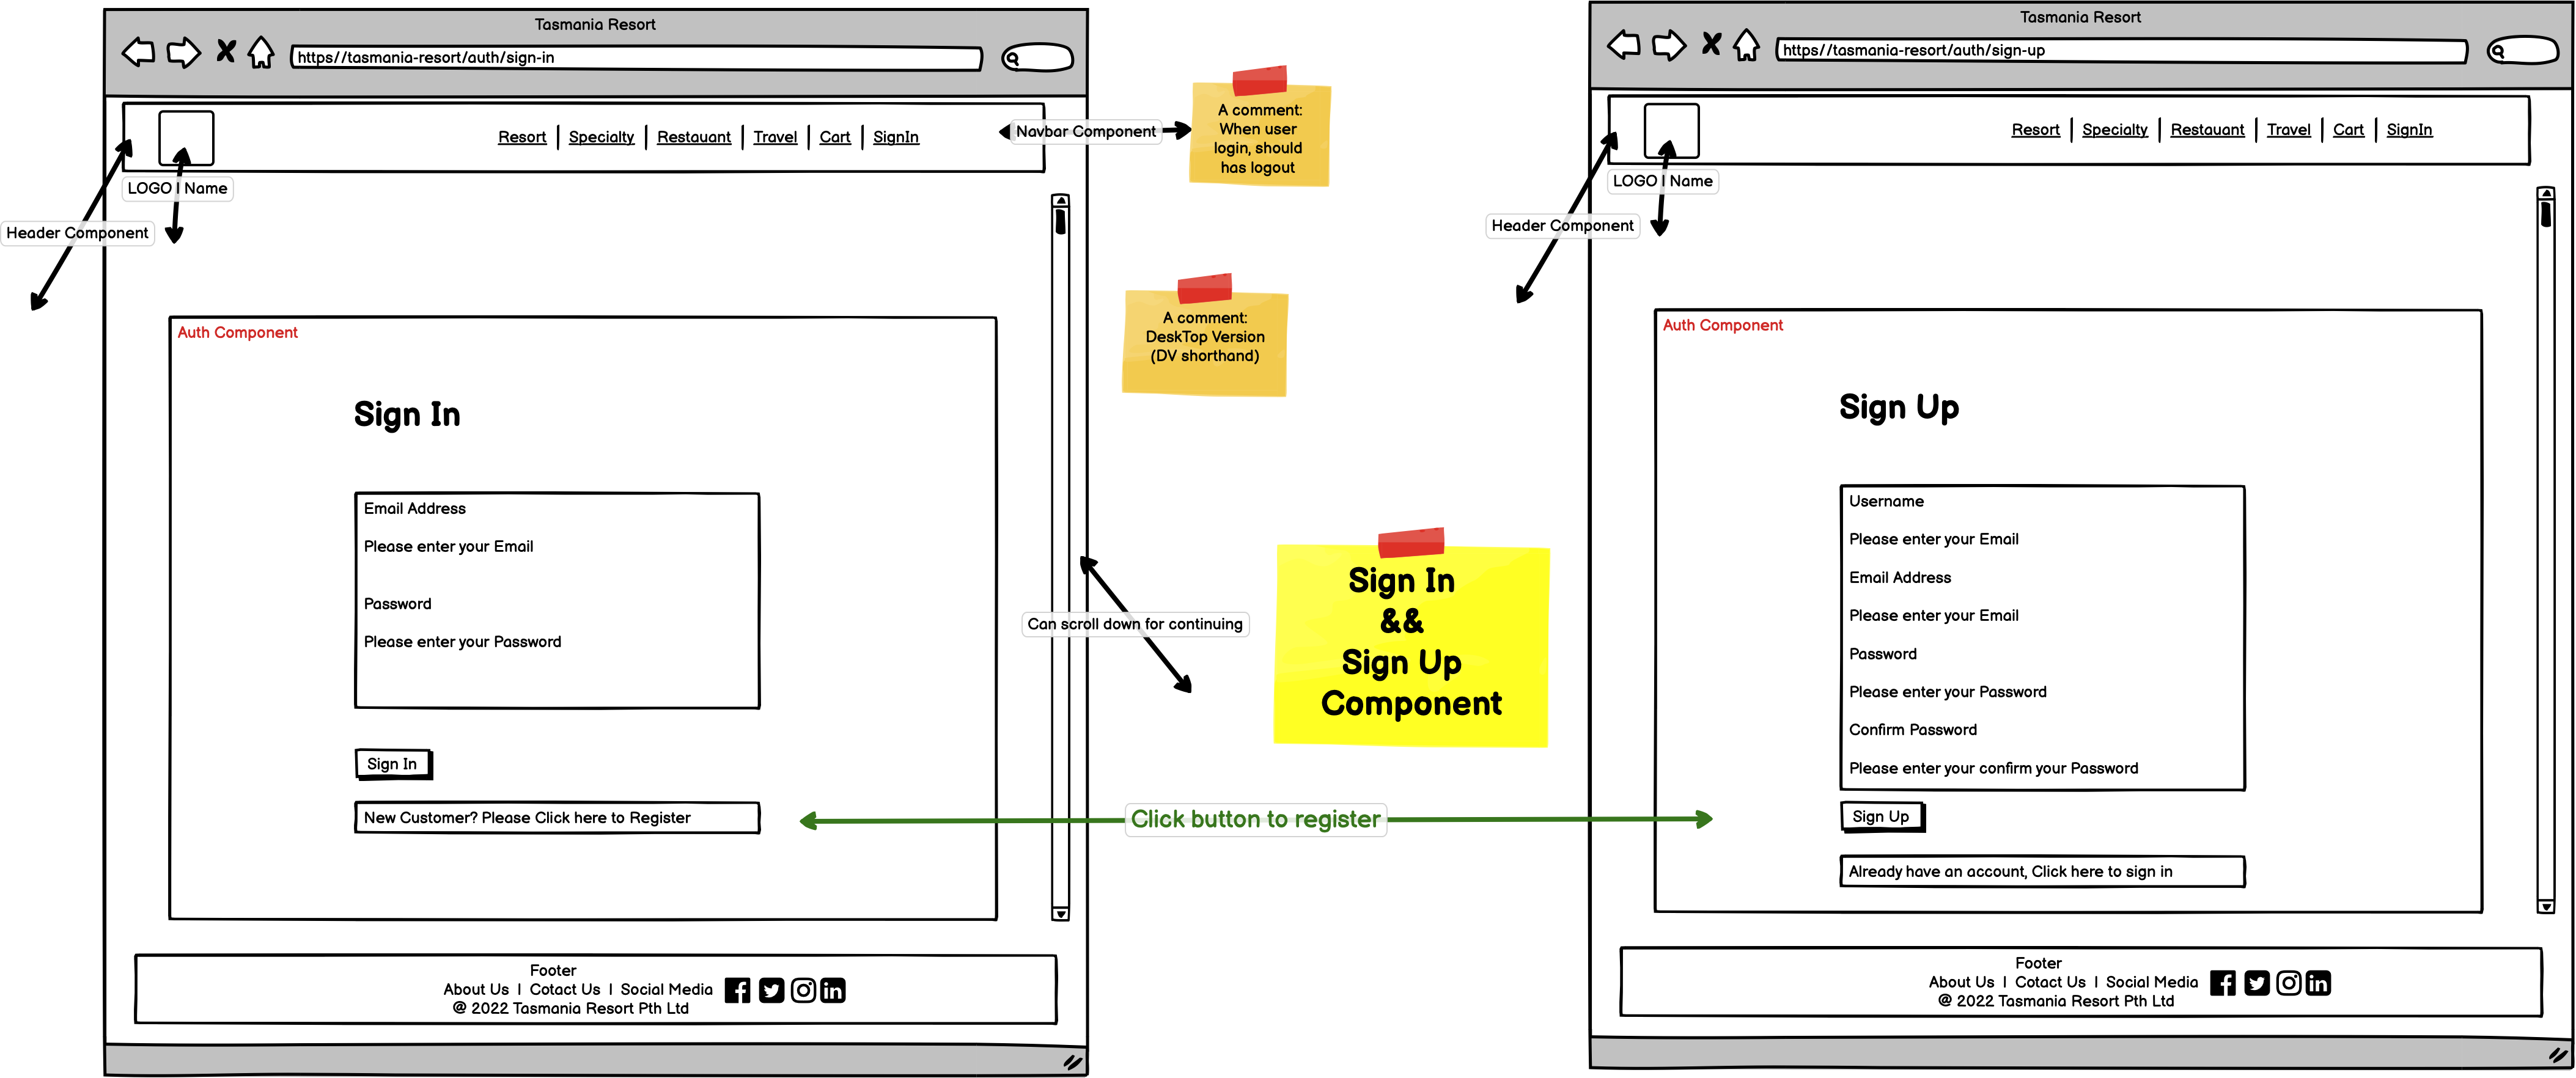 Tasmania Resort
https//tasmania-resort/auth/sign-in
Resort | Specialty | Restauant | Travel | Cart | SignIn
Navbar Component
LOGO | Name
Header Component
Auth Component
Sign In
Email Address
Please enter your Email
Password
Please enter your Password
Sign In
New Customer? Please Click here to Register
Footer
About Us | Cotact Us | Social Media
@ 2022 Tasmania Resort Pth Ltd
A comment:
When user
login, should
has logout
A comment:
DeskTop Version
(DV shorthand)
Can scroll down for continuing
Sign In
&&
Sign Up
Component
Click button to register
Tasmania Resort
https//tasmania-resort/auth/sign-up
Resort | Specialty | Restauant | Travel | Cart | SignIn
LOGO | Name
Header Component
Auth Component
Sign Up
Username
Please enter your Email
Email Address
Please enter your Email
Password
Please enter your Password
Confirm Password
Please enter your confirm your Password
Sign Up
Already have an account, Click here to sign in
Footer
About Us | Cotact Us | Social Media
@ 2022 Tasmania Resort Pth Ltd